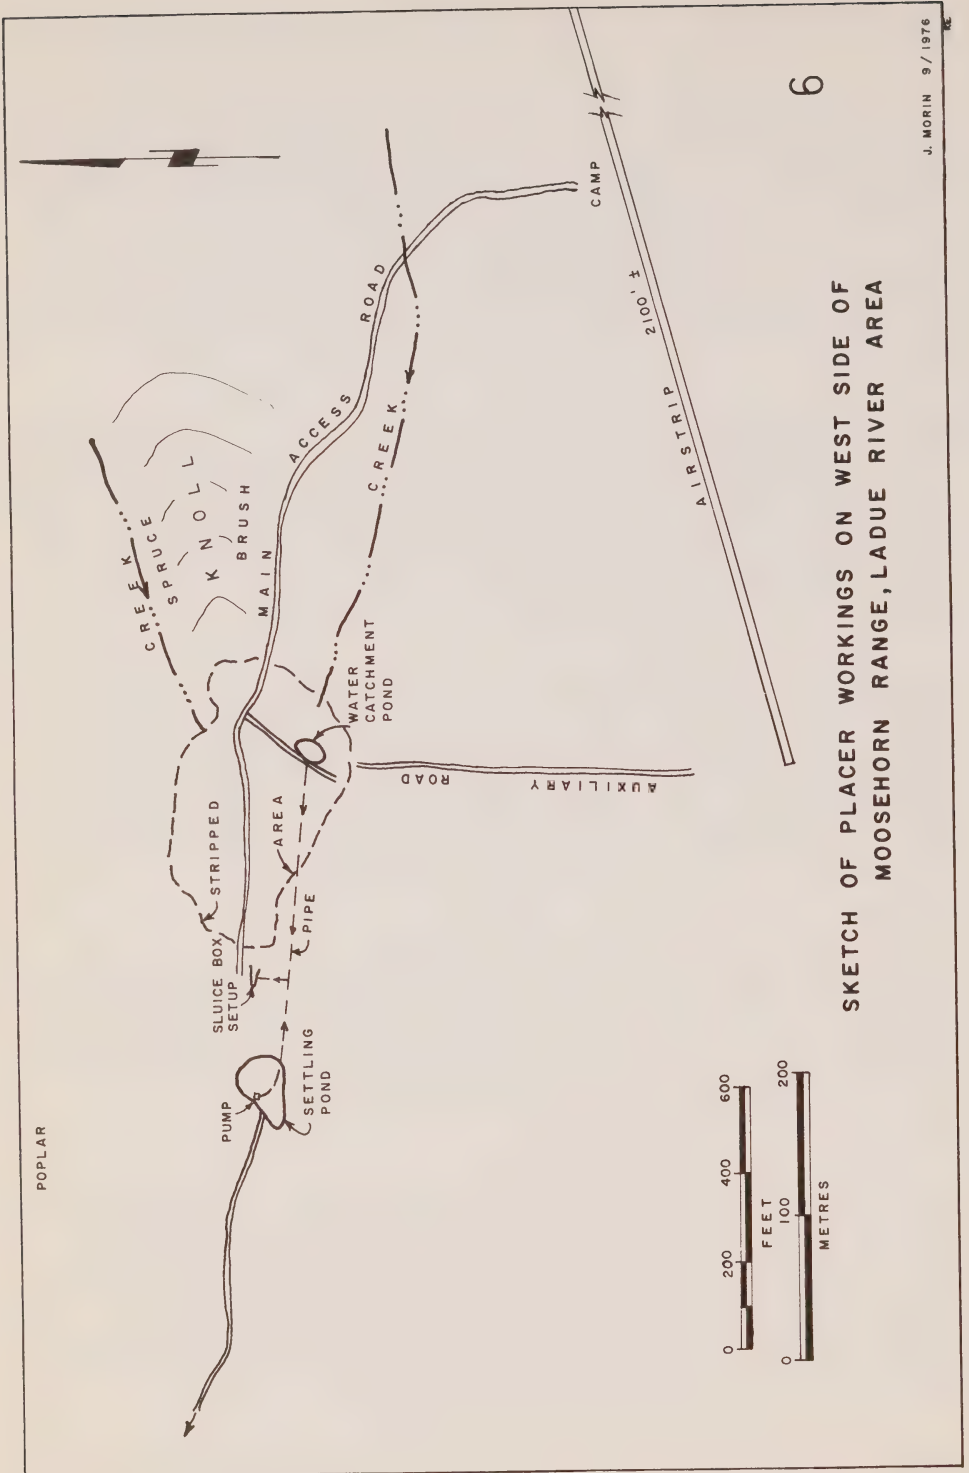 POPLAR
CREEK
SPRUCE
KNOLL
BRUSH
MAIN ACCESS ROAD
CREEK
STRIPPED AREA
SLUICE BOX
SETUP
PUMP
SETTLING
POND
PIPE
WATER
CATCHMENT
POND
AUXILIARY ROAD
CAMP
AIRSTRIP 2100' ±
0 200 400 600
FEET
0 100 200
METRES
SKETCH OF PLACER WORKINGS ON WEST SIDE OF
MOOSEHORN RANGE, LADUE RIVER AREA
6
J. MORIN 9/1976